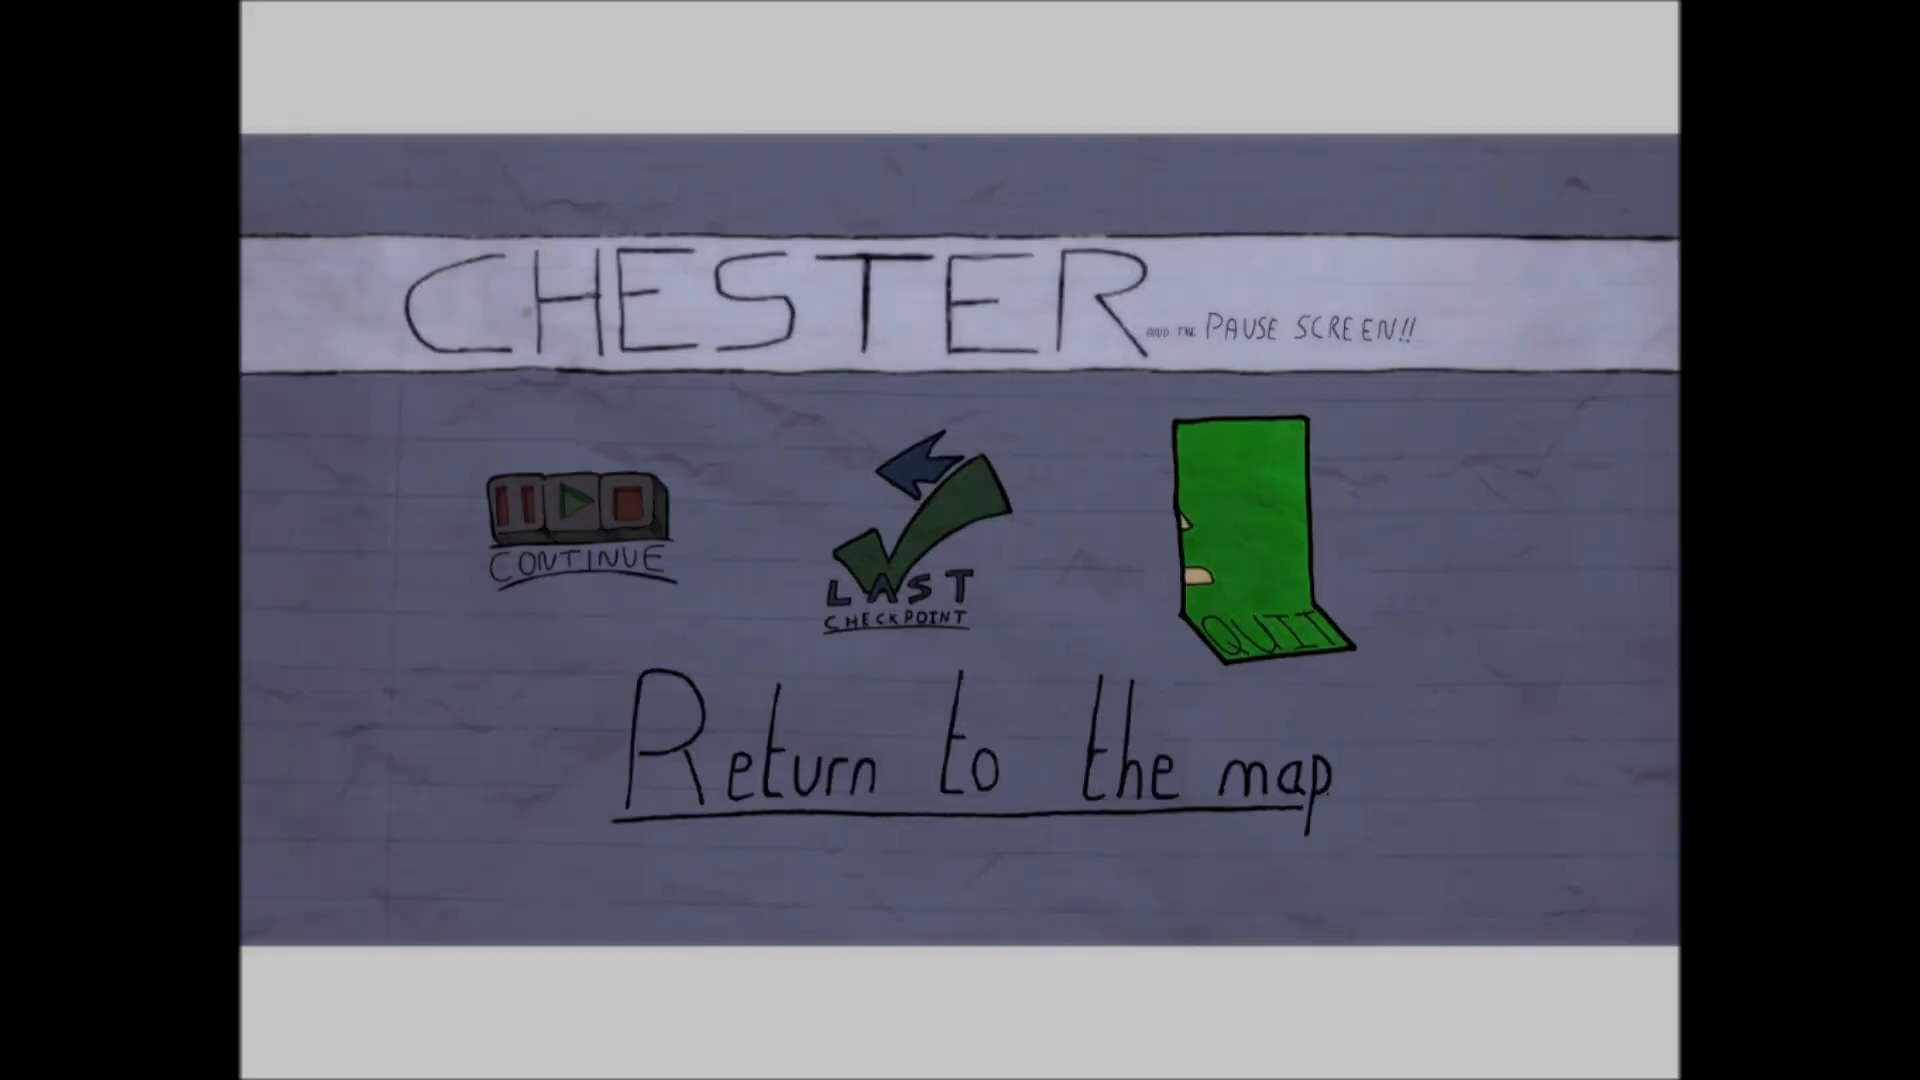 CHESTER AND THE PAUSE SCREEN!!
CONTINUE
LAST
CHECKPOINT
QUIT
Return to the map